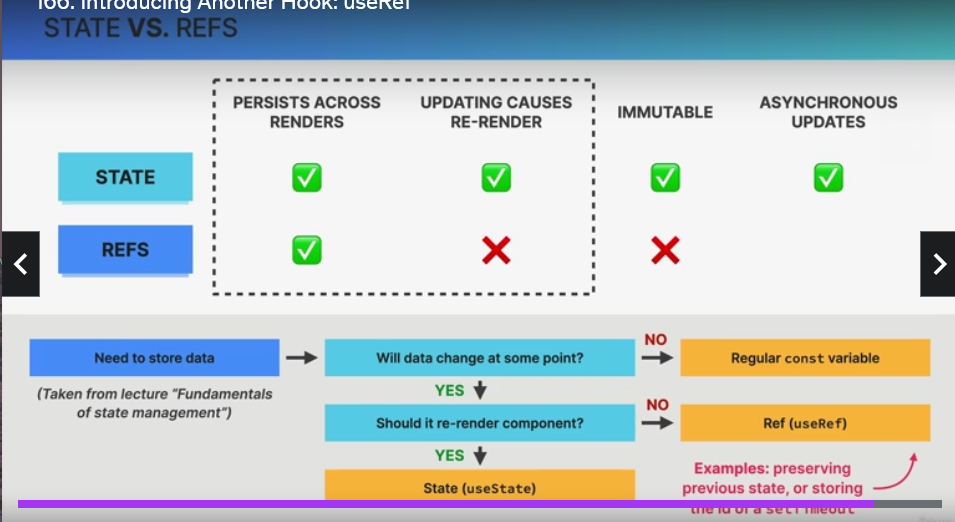 166. Introducing Another Hook: useRef
STATE VS. REFS
PERSISTS ACROSS
RENDERS
UPDATING CAUSES
RE-RENDER
IMMUTABLE
ASYNCHRONOUS
UPDATES
STATE
REFS
Need to store data
Will data change at some point?
NO
Regular const variable
(Taken from lecture "Fundamentals
of state management")
YES
Should it re-render component?
NO
Ref (useRef)
YES
State (useState)
Examples: preserving
previous state, or storing
the id of a setTimeout